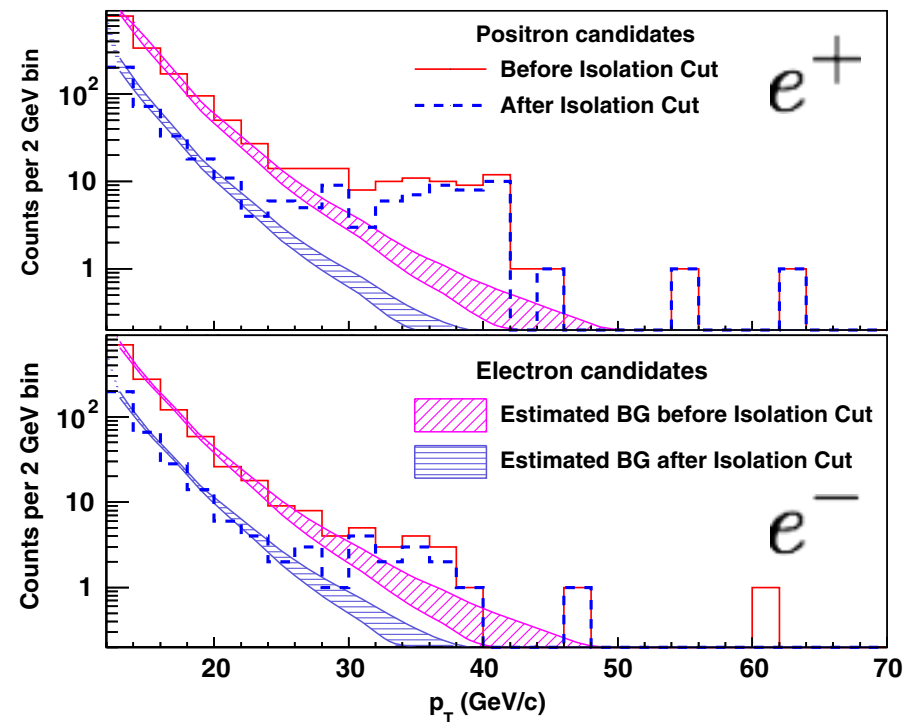 Positron candidates
Before Isolation Cut
After Isolation Cut
e⁺
Counts per 2 GeV bin
10²
10
1
Electron candidates
Estimated BG before Isolation Cut
Estimated BG after Isolation Cut
e⁻
Counts per 2 GeV bin
10²
10
1
20 30 40 50 60 70
p_T (GeV/c)